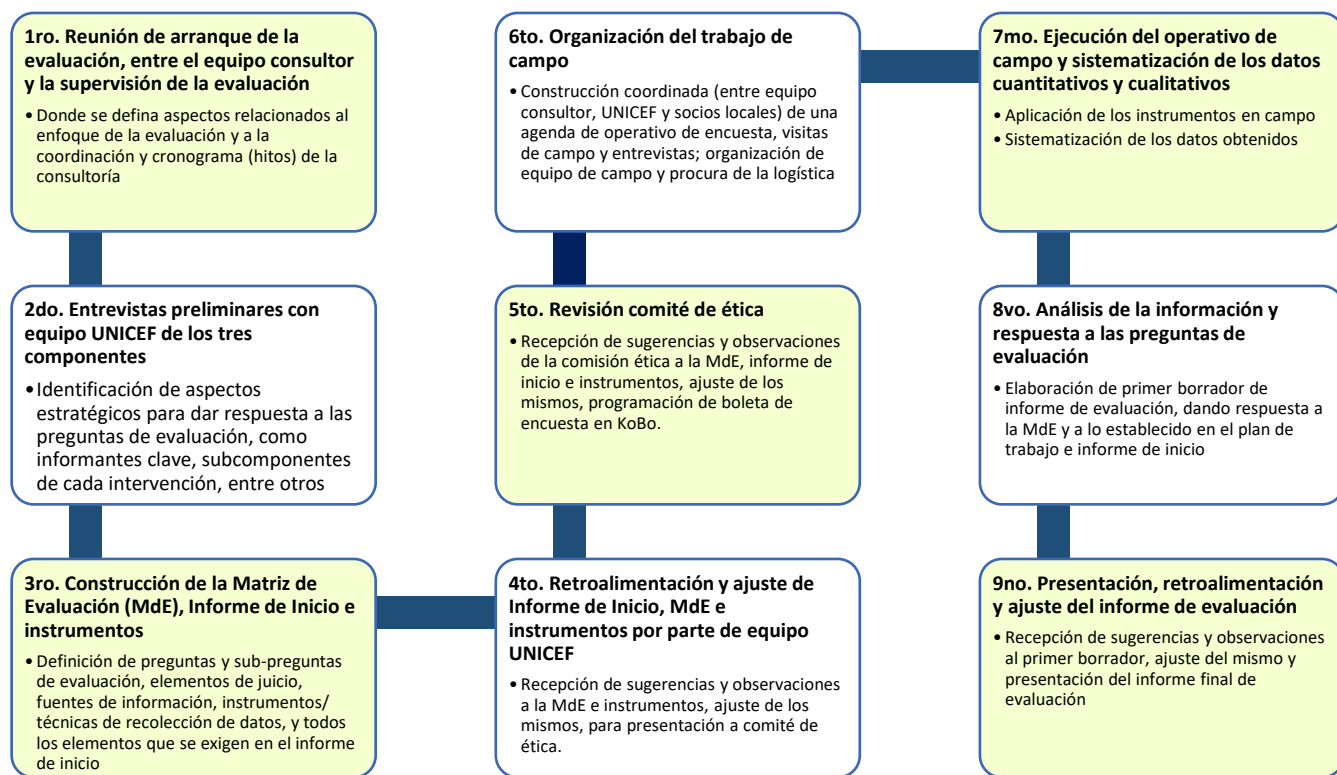 1ro. Reunión de arranque de la
evaluación, entre el equipo consultor
y la supervisión de la evaluación
• Donde se defina aspectos relacionados al
enfoque de la evaluación y a la
coordinación y cronograma (hitos) de la
consultoría
2do. Entrevistas preliminares con
equipo UNICEF de los tres
componentes
• Identificación de aspectos
estratégicos para dar respuesta a las
preguntas de evaluación, como
informantes clave, subcomponentes
de cada intervención, entre otros
3ro. Construcción de la Matriz de
Evaluación (MdE), Informe de Inicio e
instrumentos
• Definición de preguntas y sub-preguntas
de evaluación, elementos de juicio,
fuentes de información, instrumentos/
técnicas de recolección de datos, y todos
los elementos que se exigen en el informe
de inicio
4to. Retroalimentación y ajuste de
Informe de Inicio, MdE e
instrumentos por parte de equipo
UNICEF
• Recepción de sugerencias y observaciones
a la MdE e instrumentos, ajuste de los
mismos, para presentación a comité de
ética.
5to. Revisión comité de ética
• Recepción de sugerencias y observaciones
de la comisión ética a la MdE, informe de
inicio e instrumentos, ajuste de los
mismos, programación de boleta de
encuesta en KoBo.
6to. Organización del trabajo de
campo
• Construcción coordinada (entre equipo
consultor, UNICEF y socios locales) de una
agenda de operativo de encuesta, visitas
de campo y entrevistas; organización de
equipo de campo y procura de la logística
7mo. Ejecución del operativo de
campo y sistematización de los datos
cuantitativos y cualitativos
• Aplicación de los instrumentos en campo
• Sistematización de los datos obtenidos
8vo. Análisis de la información y
respuesta a las preguntas de
evaluación
• Elaboración de primer borrador de
informe de evaluación, dando respuesta a
la MdE y a lo establecido en el plan de
trabajo e informe de inicio
9no. Presentación, retroalimentación
y ajuste del informe de evaluación
• Recepción de sugerencias y observaciones
al primer borrador, ajuste del mismo y
presentación del informe final de
evaluación